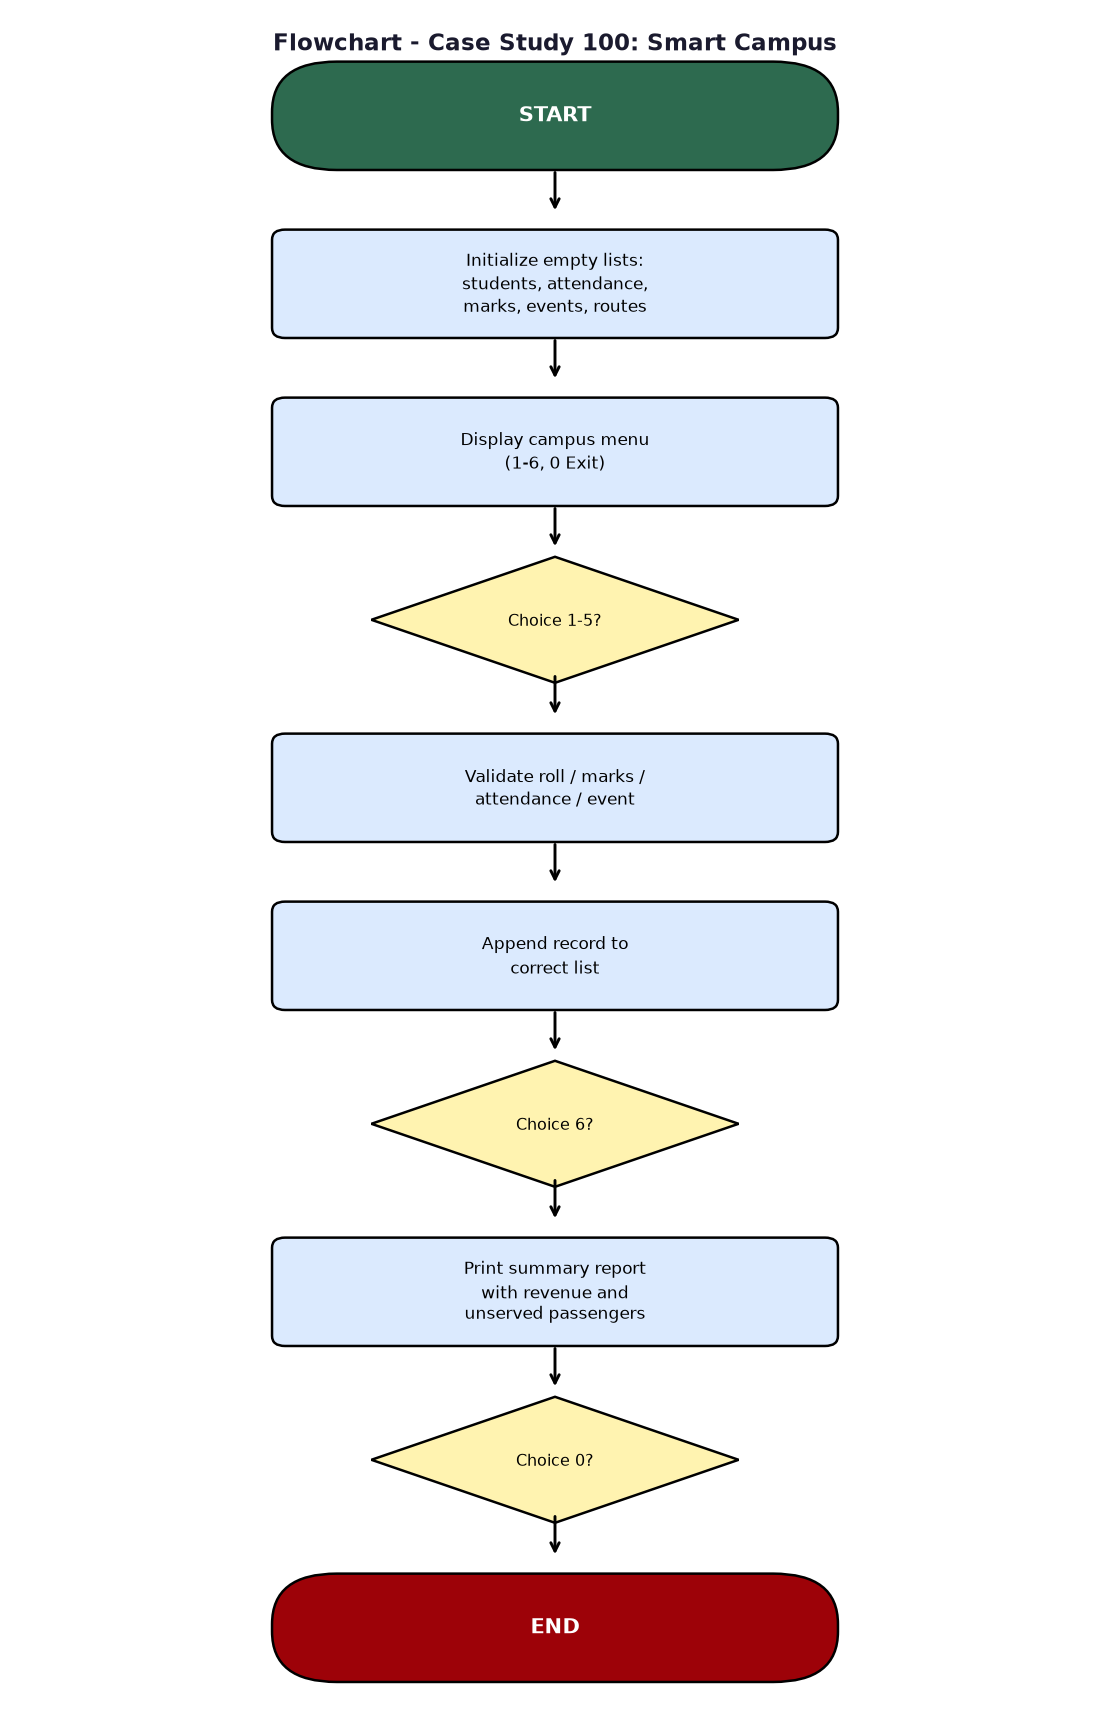 Flowchart - Case Study 100: Smart Campus
START
Initialize empty lists:
students, attendance,
marks, events, routes
Display campus menu
(1-6, 0 Exit)
Choice 1-5?
Validate roll / marks /
attendance / event
Append record to
correct list
Choice 6?
Print summary report
with revenue and
unserved passengers
Choice 0?
END